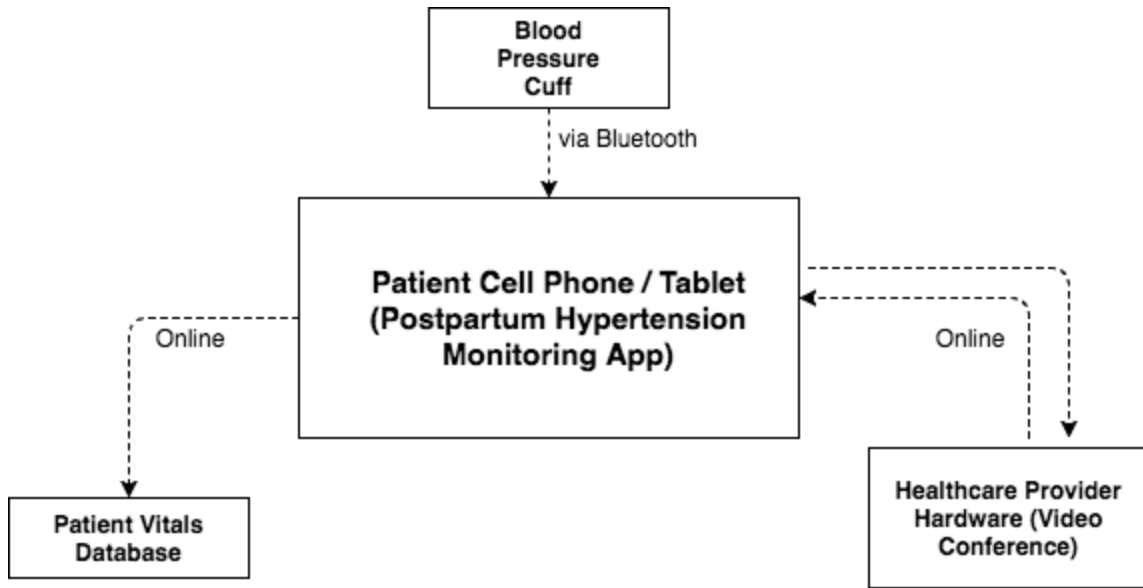 Blood
Pressure
Cuff
via Bluetooth
Patient Cell Phone / Tablet
(Postpartum Hypertension
Monitoring App)
Online
Online
Patient Vitals
Database
Healthcare Provider
Hardware (Video
Conference)